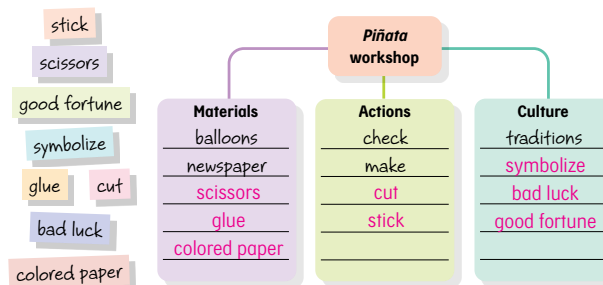 stick
scissors
good fortune
symbolize
glue cut
bad luck
colored paper
Piñata
workshop
Materials
balloons
newspaper
scissors
glue
colored paper
Actions
check
make
cut
stick
Culture
traditions
symbolize
bad luck
good fortune